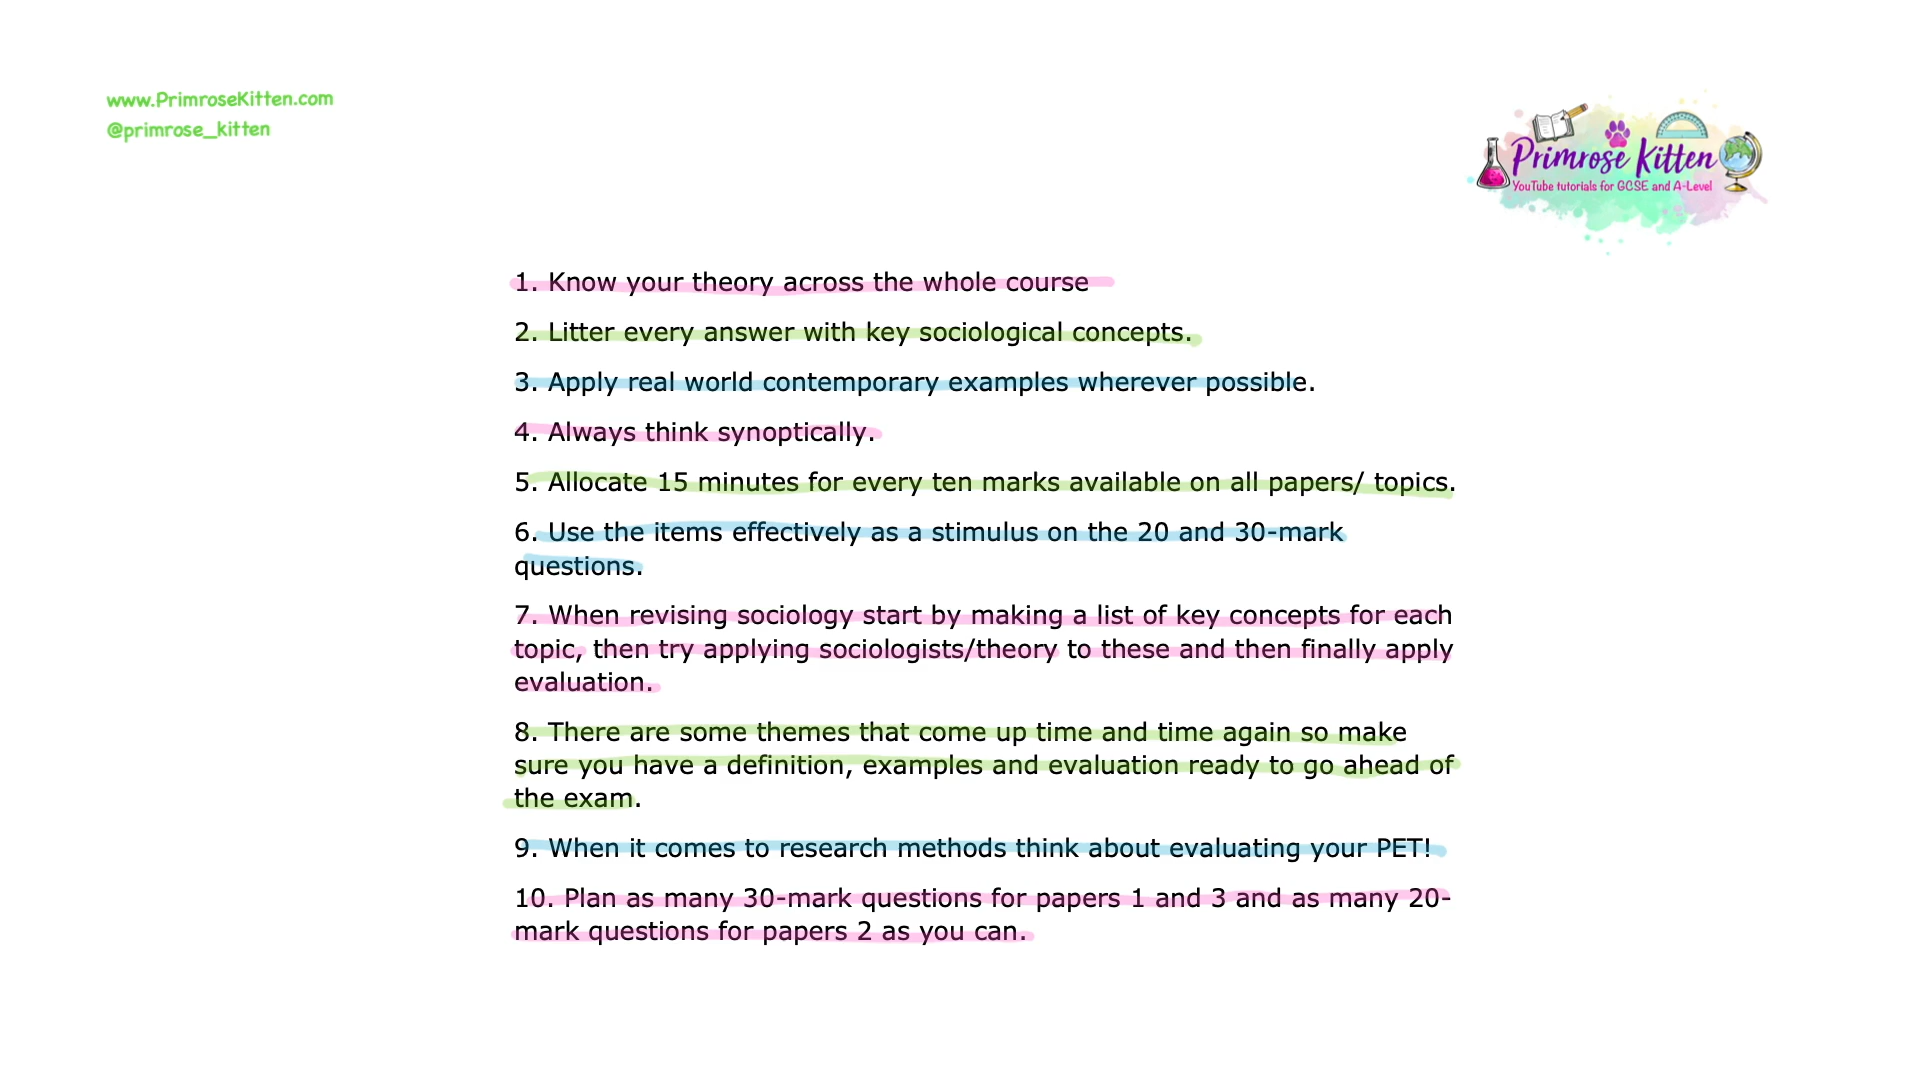 www.PrimroseKitten.com
@primrose_kitten
Primrose Kitten
YouTube tutorials for GCSE and A-Level
1. Know your theory across the whole course
2. Litter every answer with key sociological concepts.
3. Apply real world contemporary examples wherever possible.
4. Always think synoptically.
5. Allocate 15 minutes for every ten marks available on all papers/ topics.
6. Use the items effectively as a stimulus on the 20 and 30-mark
questions.
7. When revising sociology start by making a list of key concepts for each
topic, then try applying sociologists/theory to these and then finally apply
evaluation.
8. There are some themes that come up time and time again so make
sure you have a definition, examples and evaluation ready to go ahead of
the exam.
9. When it comes to research methods think about evaluating your PET!
10. Plan as many 30-mark questions for papers 1 and 3 and as many 20-
mark questions for papers 2 as you can.